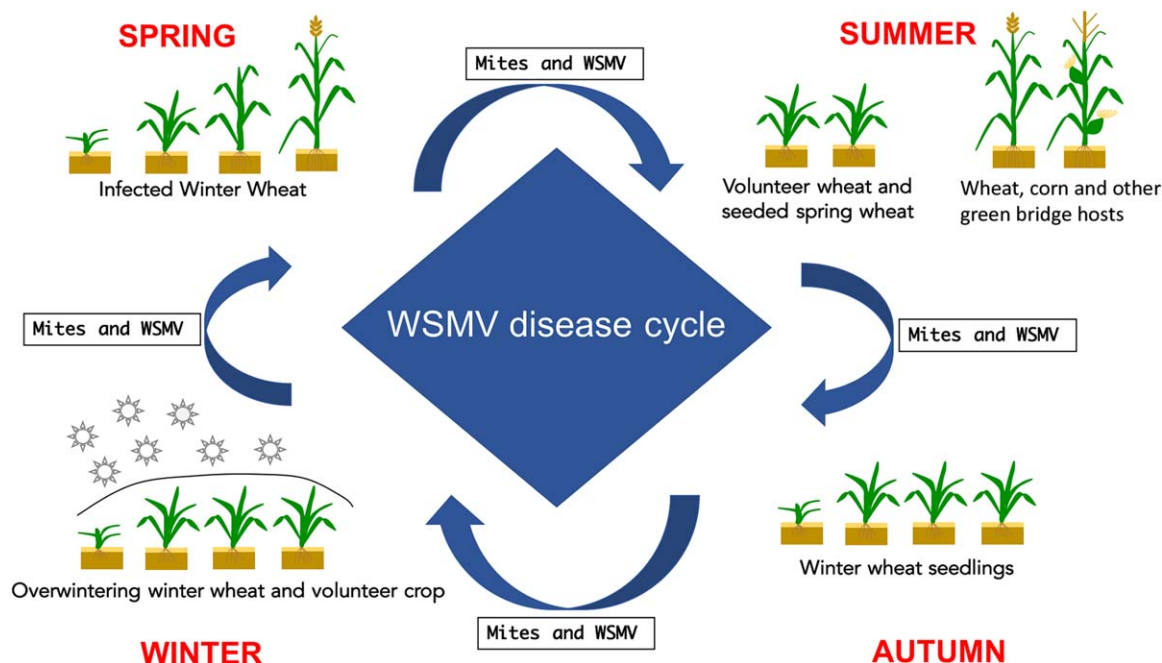 SPRING
Infected Winter Wheat
Mites and WSMV
SUMMER
Volunteer wheat and
seeded spring wheat
Wheat, corn and other
green bridge hosts
Mites and WSMV
WSMV disease cycle
Mites and WSMV
Overwintering winter wheat and volunteer crop
WINTER
Mites and WSMV
Winter wheat seedlings
AUTUMN